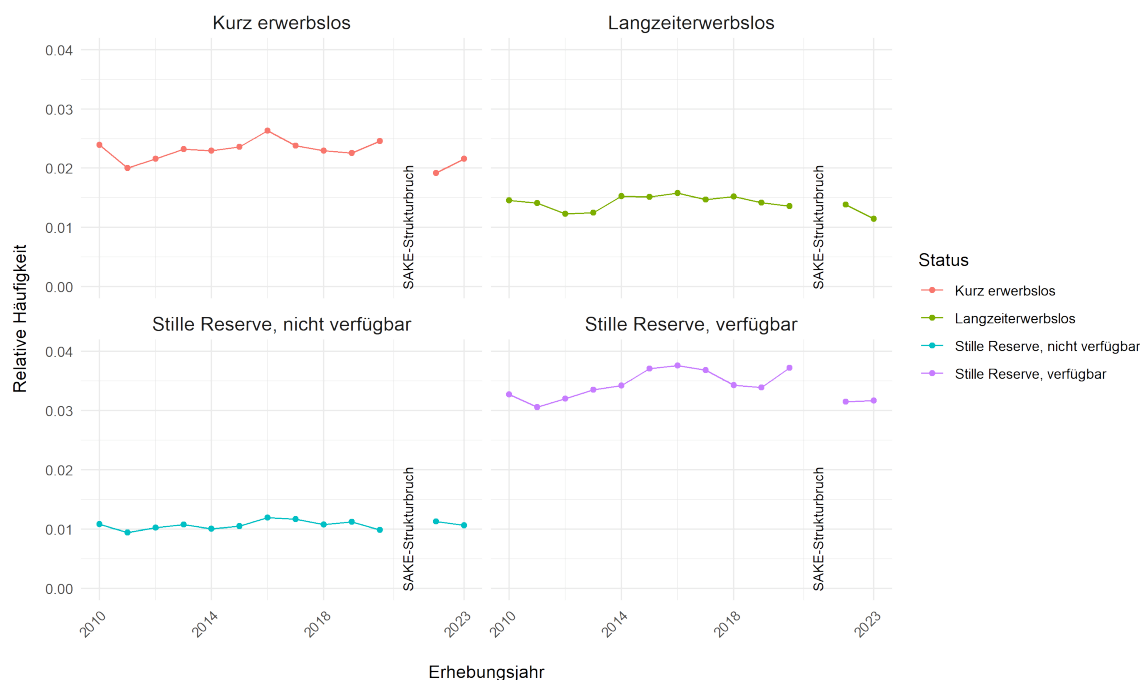 Kurz erwerbslos
Langzeiterwerbslos
0.04
0.03
0.02
0.01
0.00
SAKE-Strukturbruch
SAKE-Strukturbruch
Relative Häufigkeit
Stille Reserve, nicht verfügbar
Stille Reserve, verfügbar
0.04
0.03
0.02
0.01
0.00
SAKE-Strukturbruch
SAKE-Strukturbruch
2010
2014
2018
2023
2010
2014
2018
2023
Erhebungsjahr
Status
Kurz erwerbslos
Langzeiterwerbslos
Stille Reserve, nicht verfügbar
Stille Reserve, verfügbar